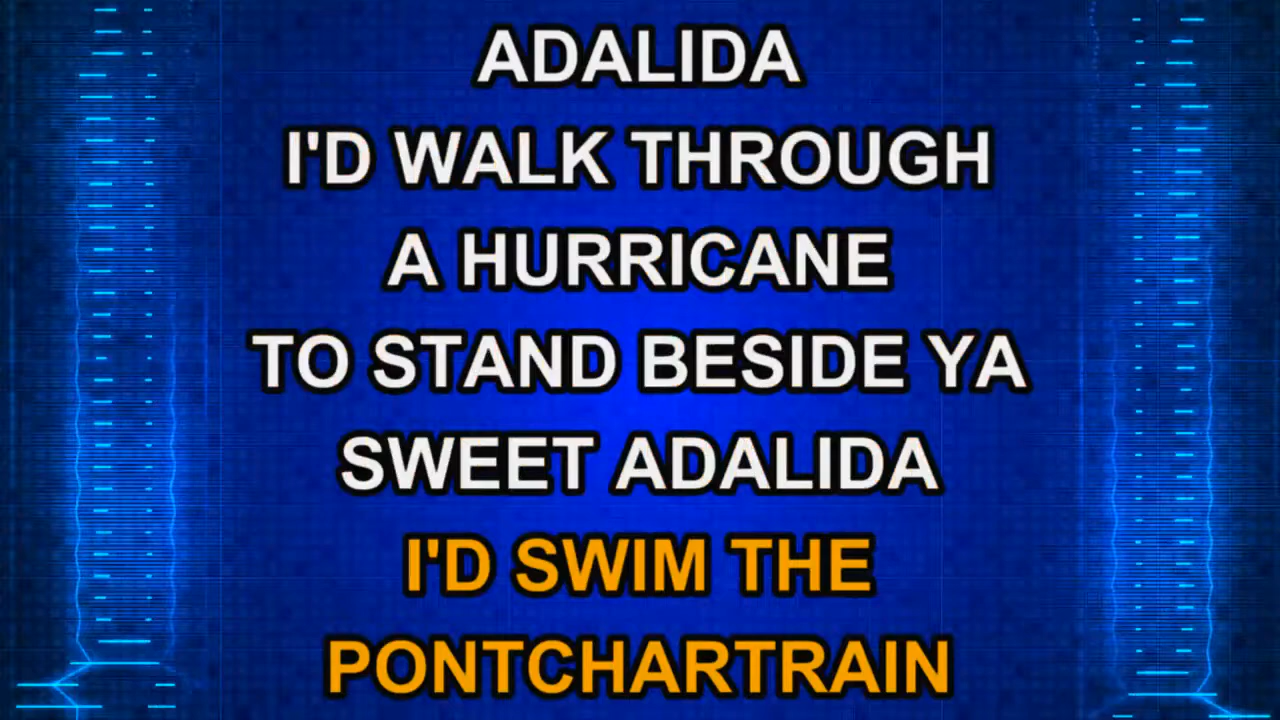 ADALIDA
I'D WALK THROUGH
A HURRICANE
TO STAND BESIDE YA
SWEET ADALIDA
I'D SWIM THE
PONTCHARTRAIN